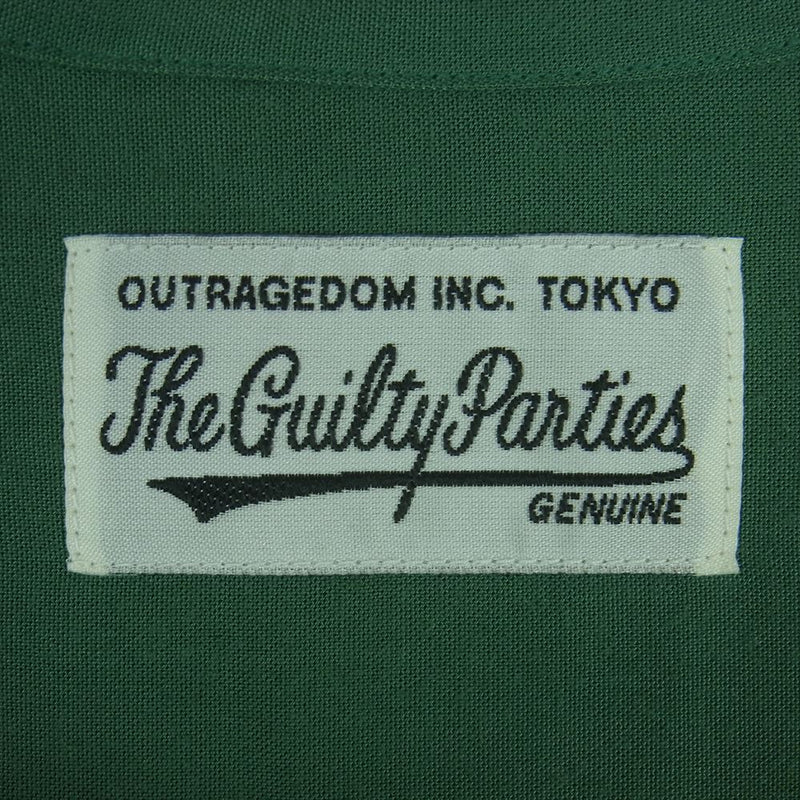 OUTRAGEDOM INC. TOKYO
The Guilty Parties
GENUINE